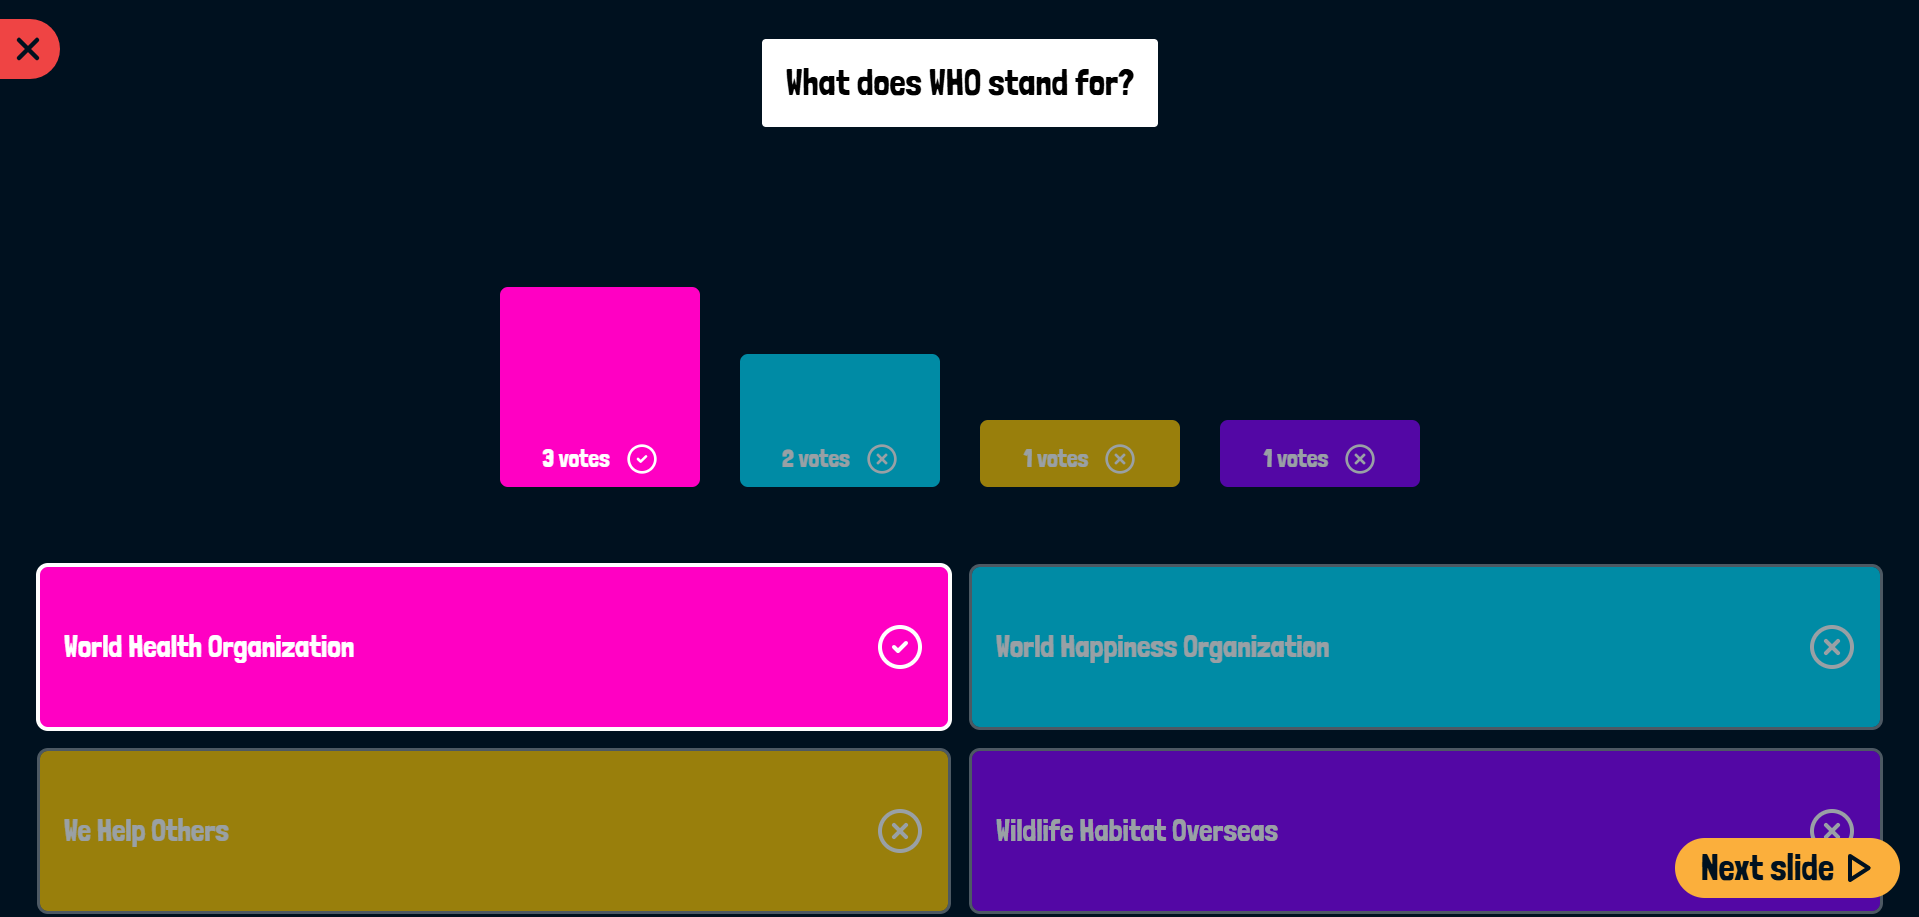 What does WHO stand for?
3 votes
2 votes
1 votes
1 votes
World Health Organization
World Happiness Organization
We Help Others
Wildlife Habitat Overseas
Next slide